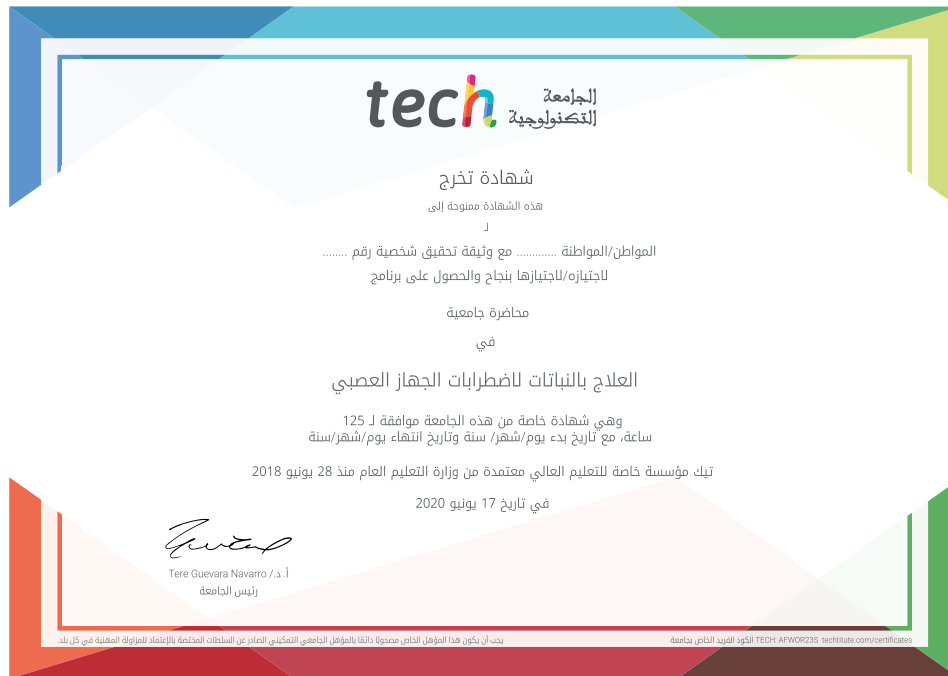 tech الجامعة
التكنولوجية
شهادة تخرج
هذه الشهادة ممنوحة إلى
لـ
المواطن/المواطنة ............ مع وثيقة تحقيق شخصية رقم ........
لاجتيازه/لاجتيازها بنجاح والحصول على برنامج
محاضرة جامعية
في
العلاج بالنباتات لاضطرابات الجهاز العصبي
وهي شهادة خاصة من هذه الجامعة موافقة لـ 125
ساعة، مع تاريخ بدء يوم/شهر/ سنة وتاريخ انتهاء يوم/شهر/سنة
تيك مؤسسة خاصة للتعليم العالي معتمدة من وزارة التعليم العام منذ 28 يونيو 2018
في تاريخ 17 يونيو 2020
أ. د./ Tere Guevara Navarro
رئيس الجامعة
يجب أن يكون هذا المؤهل الخاص مصحوبًا دائمًا بالمؤهل الجامعي التمكيني الصادر عن السلطات المختصة بالإعتماد للمزاولة المهنية في كل بلد.
الكود الفريد الخاص بجامعة TECH: AFWOR23S techtitute.com/certificates